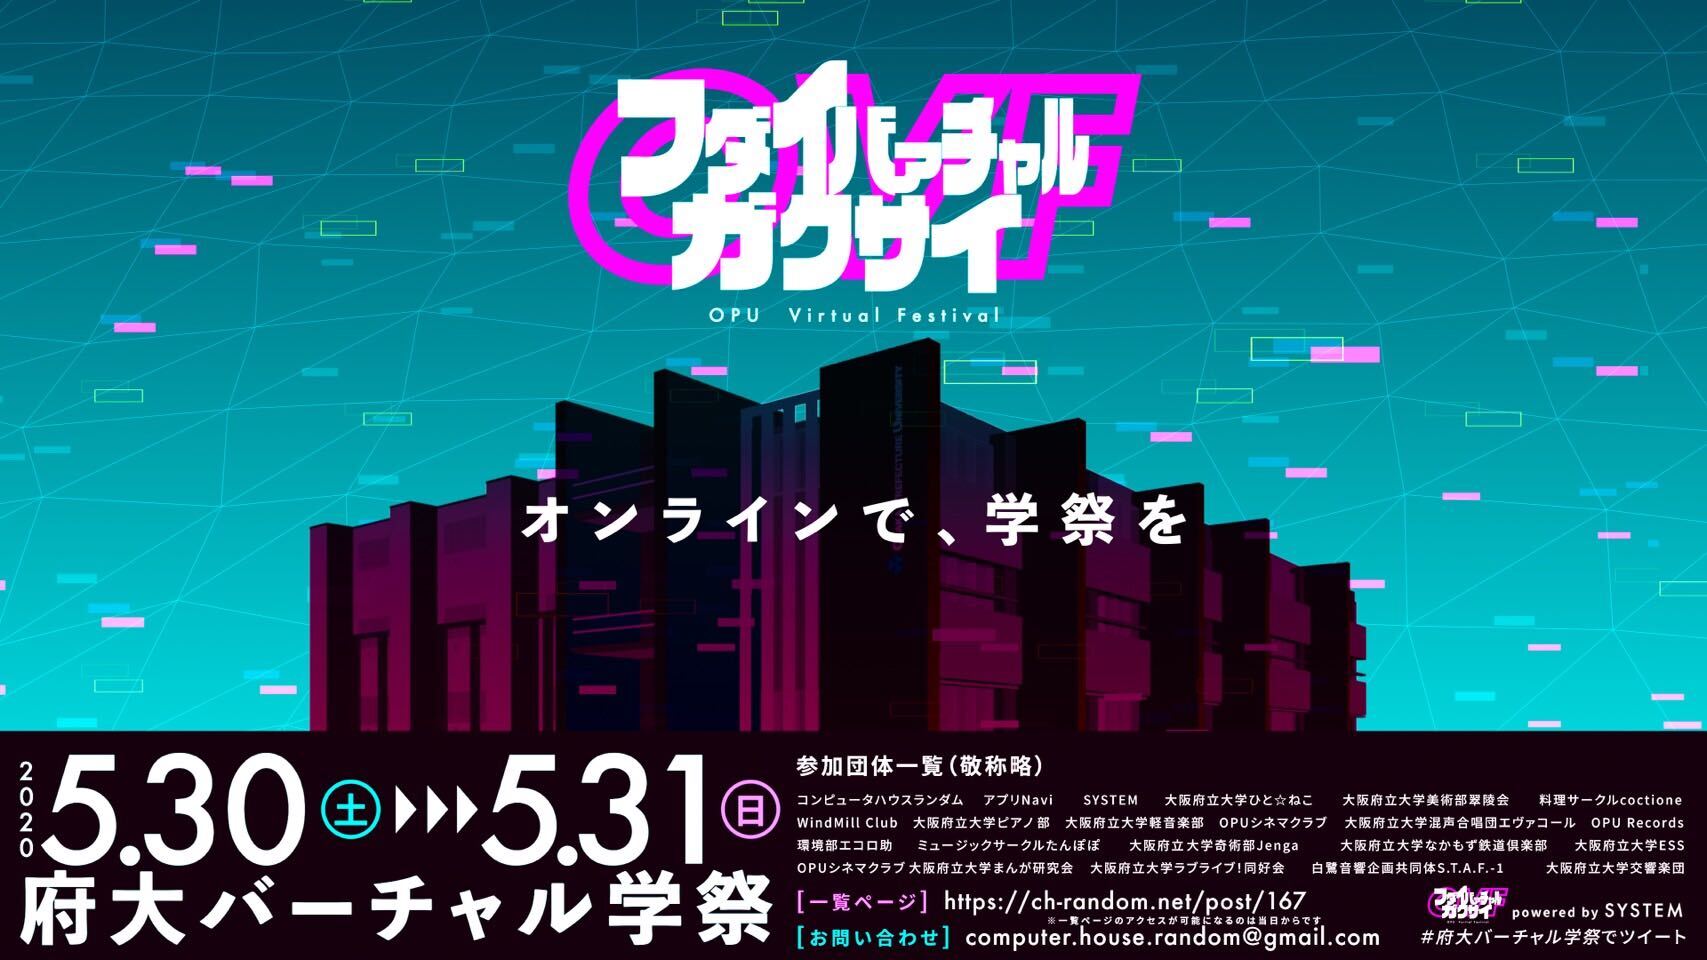 OVF
フダイバァーチャル
ガクサイ
OPU Virtual Festival
オンラインで、学祭を
2020
5.30 土 5.31 日
府大バーチャル学祭
参加団体一覧（敬称略）
コンピュータハウスランダム アプリNavi SYSTEM 大阪府立大学ひと☆ねこ 大阪府立大学美術部翠陵会 料理サークルcoctione
WindMill Club 大阪府立大学ピアノ部 大阪府立大学軽音楽部 OPUシネマクラブ 大阪府立大学混声合唱団エヴァコール OPU Records
環境部エコロ助 ミュージックサークルたんぽぽ 大阪府立大学奇術部Jenga 大阪府立大学なかもず鉄道倶楽部 大阪府立大学ESS
OPUシネマクラブ 大阪府立大学まんが研究会 大阪府立大学ラブライブ！同好会 白鷺音響企画共同体S.T.A.F.-1 大阪府立大学交響楽団
[一覧ページ] https://ch-random.net/post/167
※一覧ページのアクセスが可能になるのは当日からです
[お問い合わせ] computer.house.random@gmail.com
フダイバァーチャル
ガクサイ
powered by SYSTEM
#府大バーチャル学祭でツイート